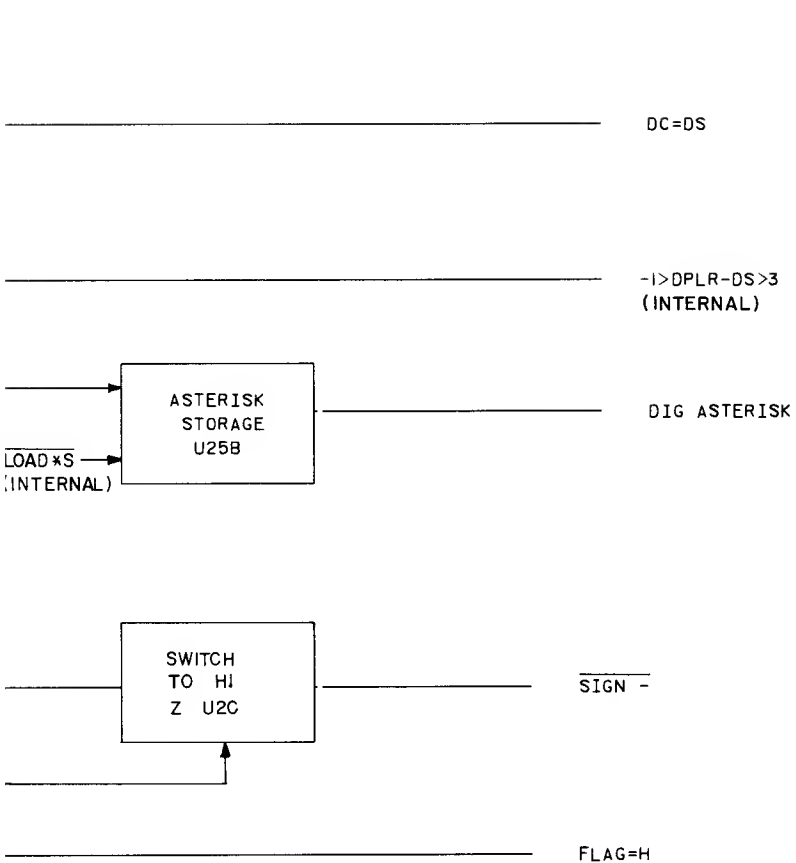 DC=DS
-1>DPLR-DS>3
(INTERNAL)
ASTERISK
STORAGE
U25B
DIG ASTERISK
LOAD*S
(INTERNAL)
SWITCH
TO HI
Z U2C
SIGN -
FLAG=H